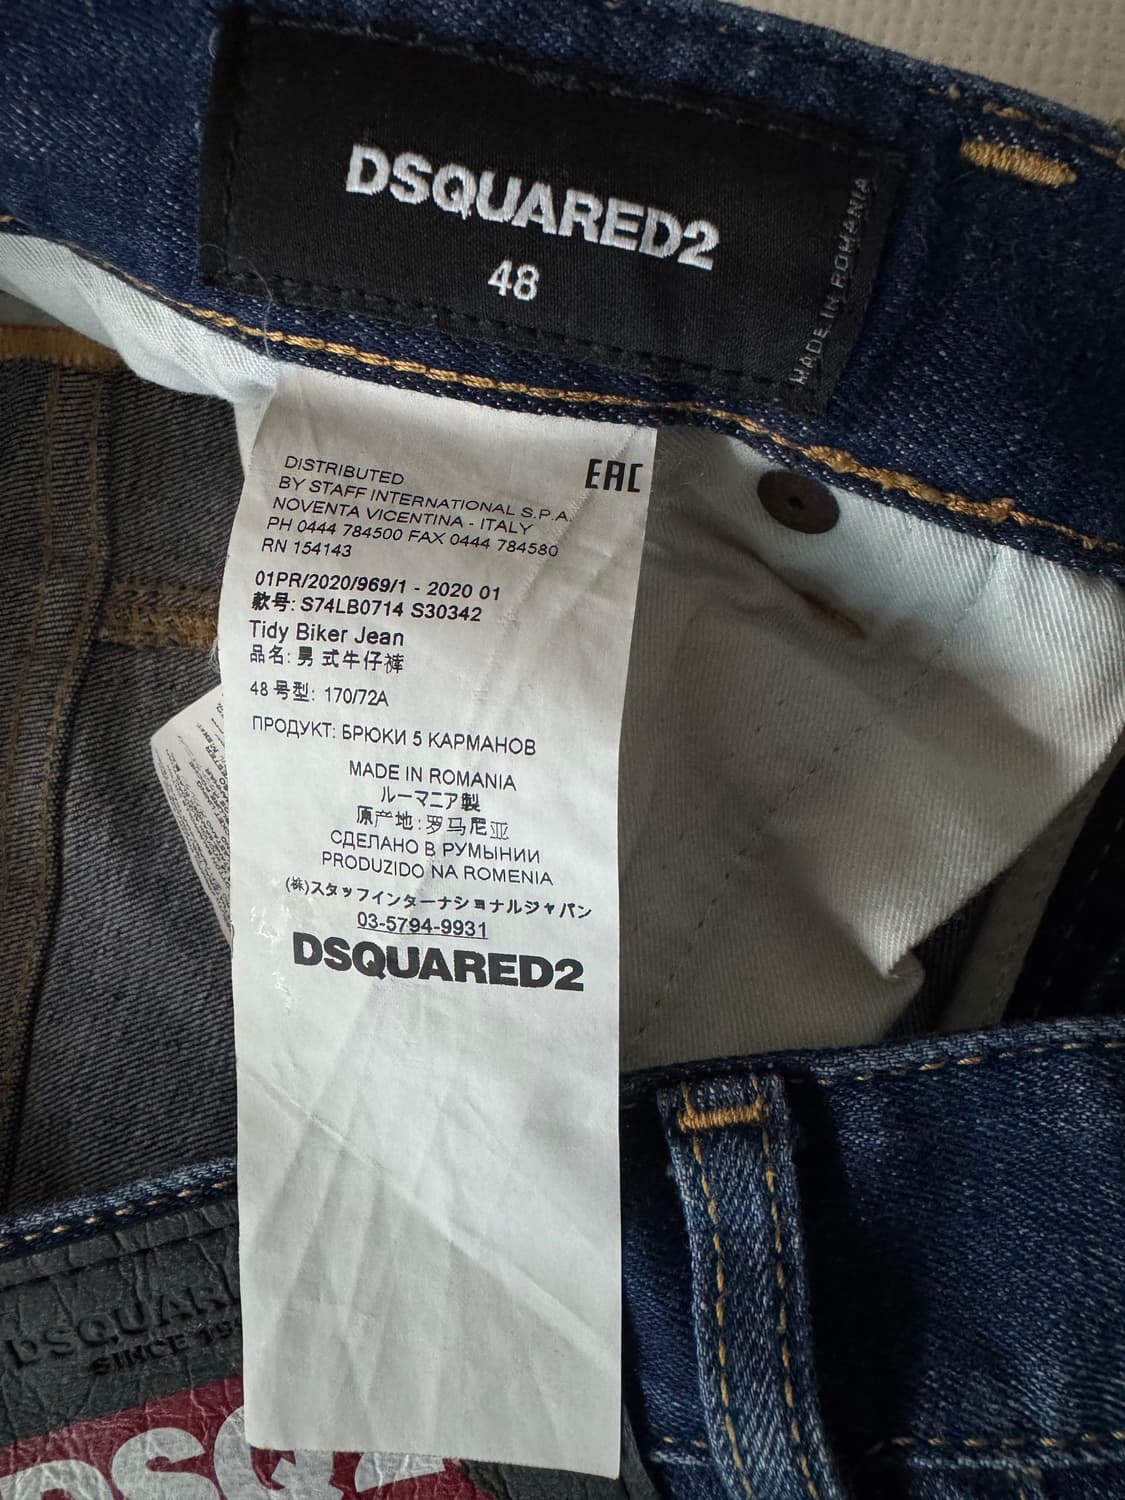 DSQUARED2
48
MADE IN ROMANIA
EAC
DISTRIBUTED
BY STAFF INTERNATIONAL S.P.A.
NOVENTA VICENTINA - ITALY
PH 0444 784500 FAX 0444 784580
RN 154143
01PR/2020/969/1 - 2020 01
款号: S74LB0714 S30342
Tidy Biker Jean
品名: 男 式牛仔裤
48 号型: 170/72A
ПРОДУКТ: БРЮКИ 5 КАРМАНОВ
MADE IN ROMANIA
ルーマニア製
原产地: 罗马尼亚
СДЕЛАНО В РУМЫНИИ
PRODUZIDO NA ROMENIA
(株)スタッフインターナショナルジャパン
03-5794-9931
DSQUARED2
SINCE